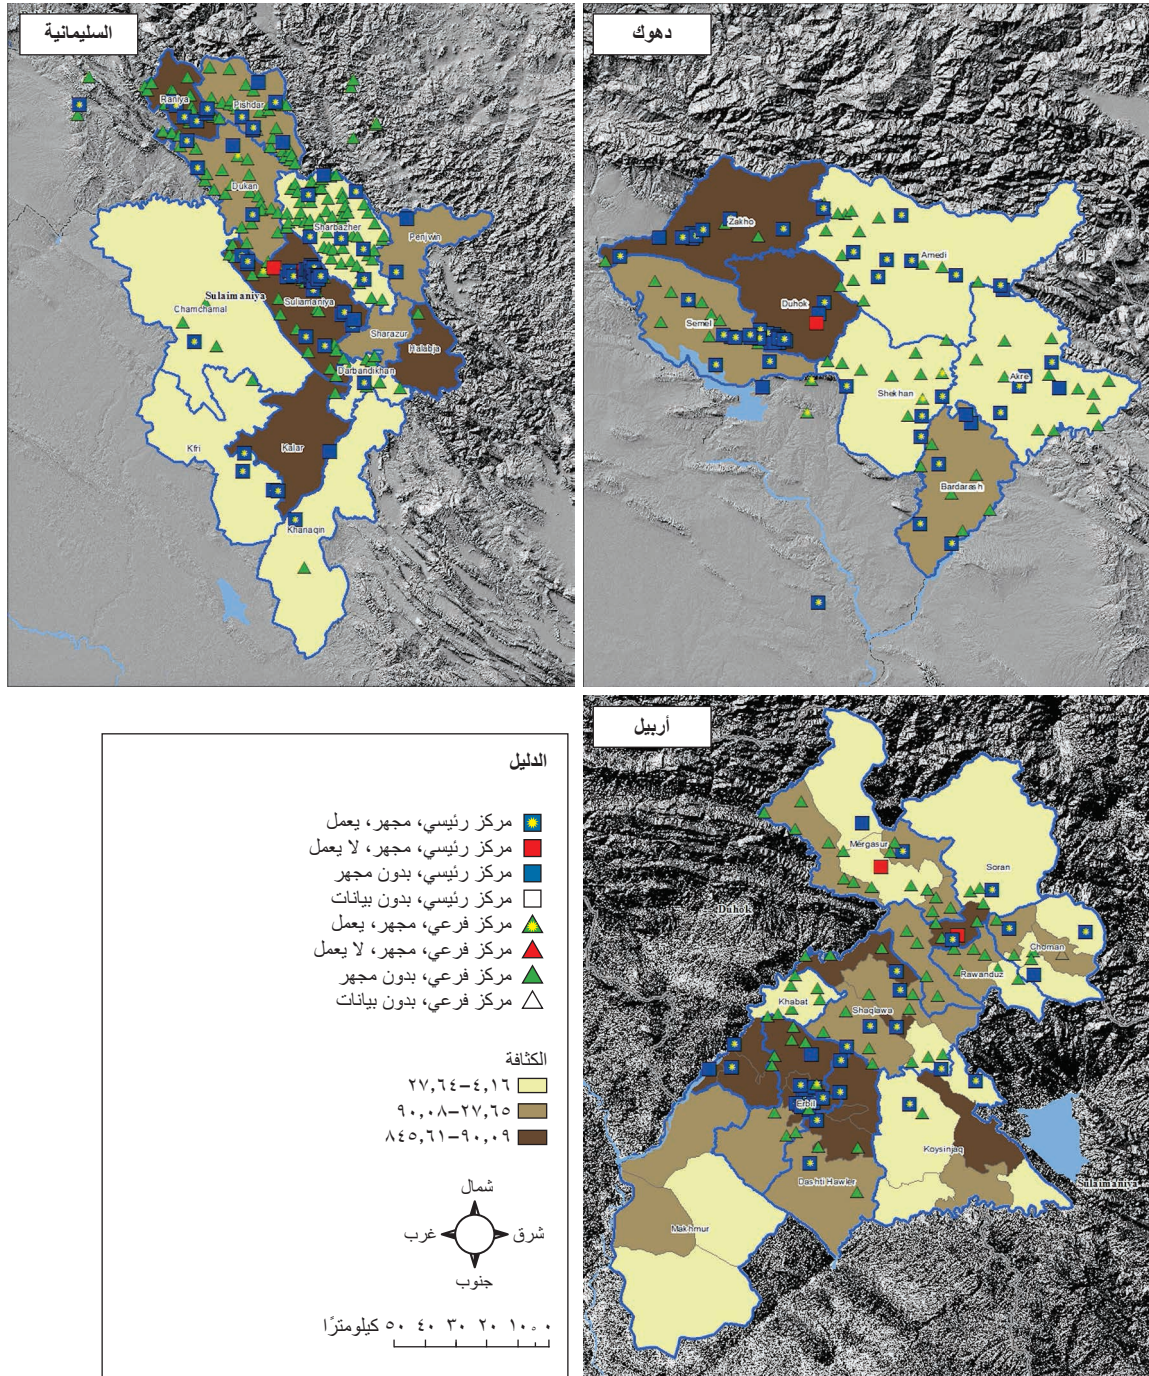 السليمانية
Raniya
Pishdar
Dukan
Sharbazher
Penjwin
Sulaimaniya
Suliamaniya
Chamchamal
Sharazur
Halabja
Darbandikhan
Kfri
Kalar
Khanaqin
دهوك
Zakho
Amedi
Duhok
Semel
Shekhan
Akre
Bardarash
أربيل
Mergasur
Soran
Duhok
Choman
Rawanduz
Khabat
Shaqlawa
Erbil
Koysinjaq
Dashti Hawler
Sulaimaniya
Makhmur
الدليل
مركز رئيسي، مجهر، يعمل
مركز رئيسي، مجهر، لا يعمل
مركز رئيسي، بدون مجهر
مركز رئيسي، بدون بيانات
مركز فرعي، مجهر، يعمل
مركز فرعي، مجهر، لا يعمل
مركز فرعي، بدون مجهر
مركز فرعي، بدون بيانات
الكثافة
٤,١٦–٢٧,٦٤
٢٧,٦٥–٩٠,٠٨
٩٠,٠٩–٨٤٥,٦١
شمال
شرق
غرب
جنوب
٠ ٥ ١٠ ٢٠ ٣٠ ٤٠ ٥٠ كيلومترًا